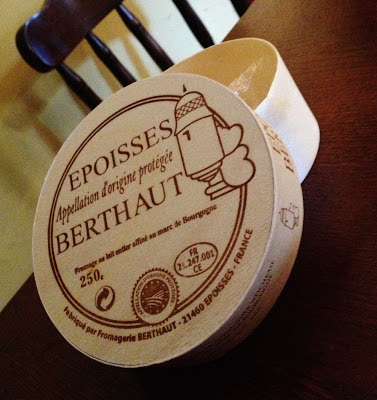 EPOISSES
Appellation d'origine protégée
BERTHAUT
Fromage au lait entier affiné au marc de Bourgogne
250g
FR
21.247.001
CE
Fabriqué par Fromagerie BERTHAUT - 21460 EPOISSES - FRANCE